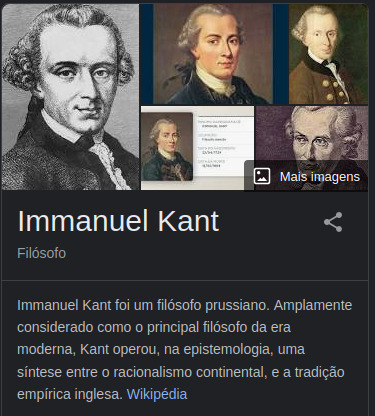 Mais imagens
Immanuel Kant
Filósofo
Immanuel Kant foi um filósofo prussiano. Amplamente
considerado como o principal filósofo da era
moderna, Kant operou, na epistemologia, uma
síntese entre o racionalismo continental, e a tradição
empírica inglesa. Wikipédia